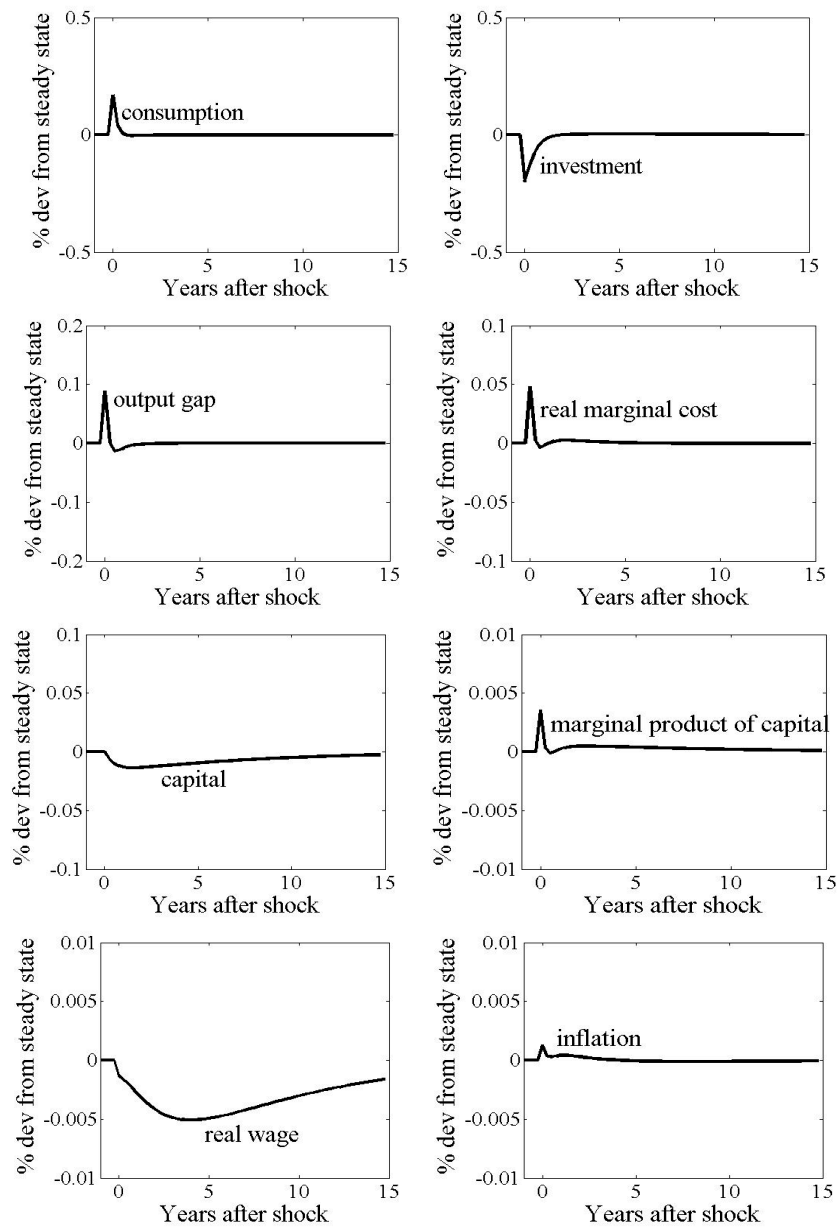 % dev from steady state
0.5
0
-0.5
consumption
0
5
10
15
Years after shock
% dev from steady state
0.5
0
-0.5
investment
0
5
10
15
Years after shock
% dev from steady state
0.2
0.1
0
-0.1
-0.2
output gap
0
5
10
15
Years after shock
% dev from steady state
0.1
0.05
0
-0.05
-0.1
real marginal cost
0
5
10
15
Years after shock
% dev from steady state
0.1
0.05
0
-0.05
-0.1
capital
0
5
10
15
Years after shock
% dev from steady state
0.01
0.005
0
-0.005
-0.01
marginal product of capital
0
5
10
15
Years after shock
% dev from steady state
0.01
0.005
0
-0.005
-0.01
real wage
0
5
10
15
Years after shock
% dev from steady state
0.01
0.005
0
-0.005
-0.01
inflation
0
5
10
15
Years after shock